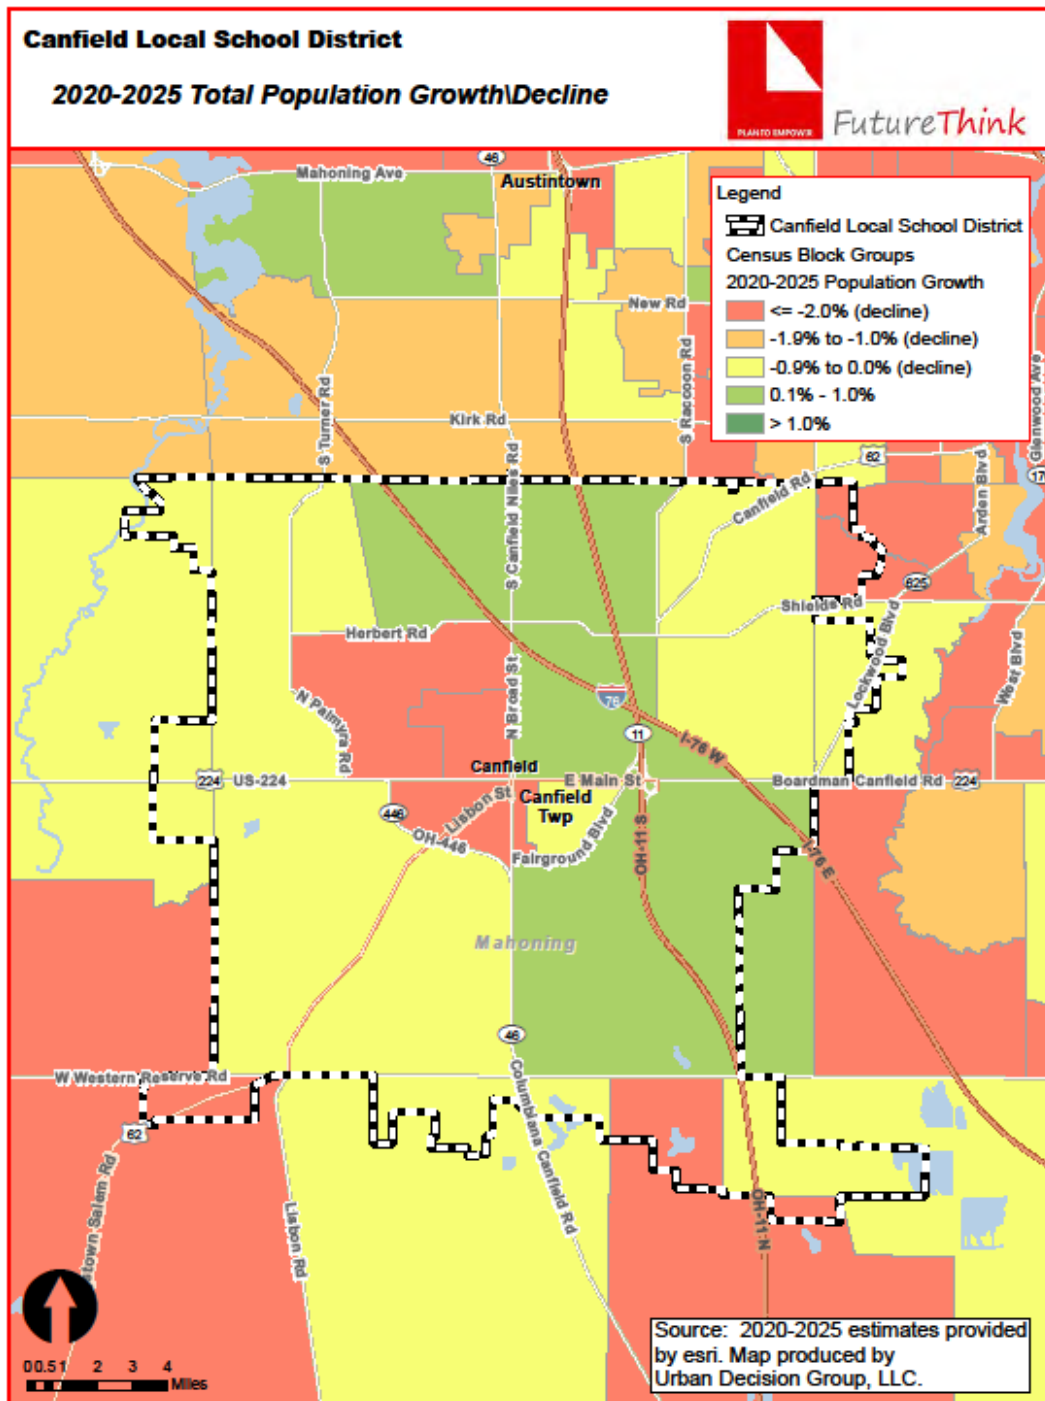 Canfield Local School District
2020-2025 Total Population Growth\Decline
PLAN TO EMPOWER
FutureThink
Legend
Canfield Local School District
Census Block Groups
2020-2025 Population Growth
<= -2.0% (decline)
-1.9% to -1.0% (decline)
-0.9% to 0.0% (decline)
0.1% - 1.0%
> 1.0%
46
Mahoning Ave
Austintown
New Rd
S Turner Rd
Kirk Rd
S Raccoon Rd
Glenwood Ave
62
17
S Canfield Niles Rd
Canfield Rd
Arden Blvd
625
Shields Rd
Herbert Rd
Lockwood Blvd
West Blvd
N Palmyra Rd
N Broad St
76
11
I-76 W
224
US-224
Canfield
E Main St
Boardman Canfield Rd
224
Lisbon St
Canfield
Twp
446
OH-446
Fairground Blvd
OH-11:S
I-76 E
Mahoning
46
W Western Reserve Rd
62
Columbiana Canfield Rd
stown Salem Rd
Lisbon Rd
OH-11:N
0 0.5 1 2 3 4
Miles
Source: 2020-2025 estimates provided
by esri. Map produced by
Urban Decision Group, LLC.